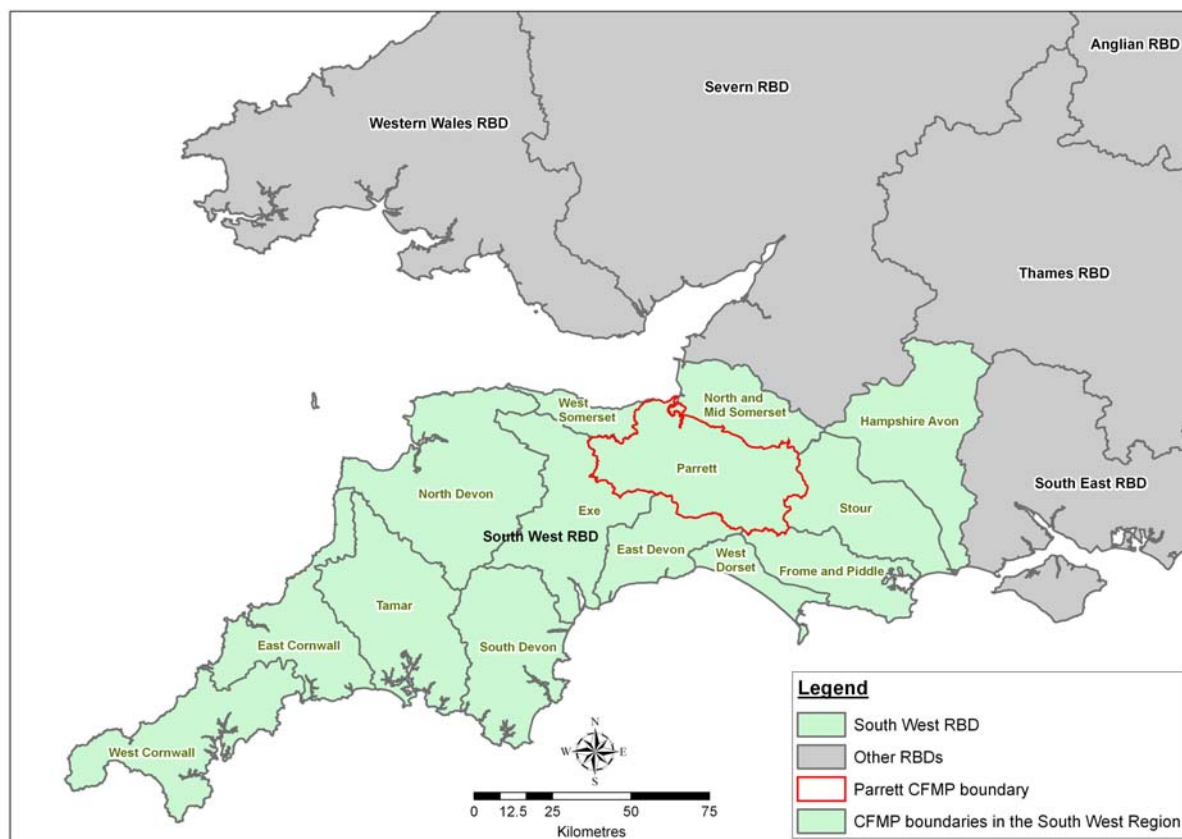 Anglian RBD
Severn RBD
Western Wales RBD
Thames RBD
West
Somerset
North and
Mid Somerset
Hampshire Avon
Parrett
South East RBD
North Devon
Exe
Stour
South West RBD
East Devon
West
Dorset
Frome and Piddle
Tamar
East Cornwall
South Devon
West Cornwall
N
W E
S
0 12.5 25 50 75
Kilometres
Legend
South West RBD
Other RBDs
Parrett CFMP boundary
CFMP boundaries in the South West Region